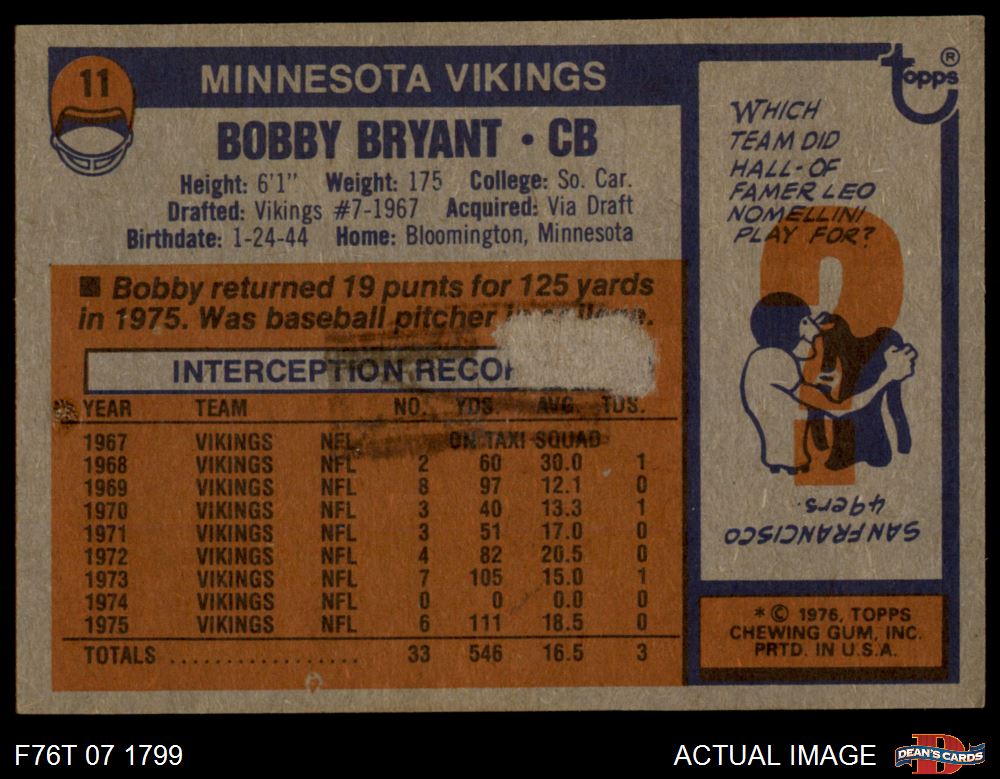 11
MINNESOTA VIKINGS
BOBBY BRYANT • CB
Height: 6'1" Weight: 175 College: So. Car.
Drafted: Vikings #7-1967 Acquired: Via Draft
Birthdate: 1-24-44 Home: Bloomington, Minnesota
■ Bobby returned 19 punts for 125 yards
in 1975. Was baseball pitcher
INTERCEPTION RECO
YEAR TEAM NO. YDS. AVG. TDS.
1967 VIKINGS NFL ON TAXI SQUAD
1968 VIKINGS NFL 2 60 30.0 1
1969 VIKINGS NFL 8 97 12.1 0
1970 VIKINGS NFL 3 40 13.3 1
1971 VIKINGS NFL 3 51 17.0 0
1972 VIKINGS NFL 4 82 20.5 0
1973 VIKINGS NFL 7 105 15.0 1
1974 VIKINGS NFL 0 0 0.0 0
1975 VIKINGS NFL 6 111 18.5 0
TOTALS .................. 33 546 16.5 3
topps ®
WHICH
TEAM DID
HALL-OF
FAMER LEO
NOMELLINI
PLAY FOR?
SAN FRANCISCO
49ers.
* © 1976, TOPPS
CHEWING GUM, INC.
PRTD. IN U.S.A.
F76T 07 1799
ACTUAL IMAGE
DEAN'S CARDS